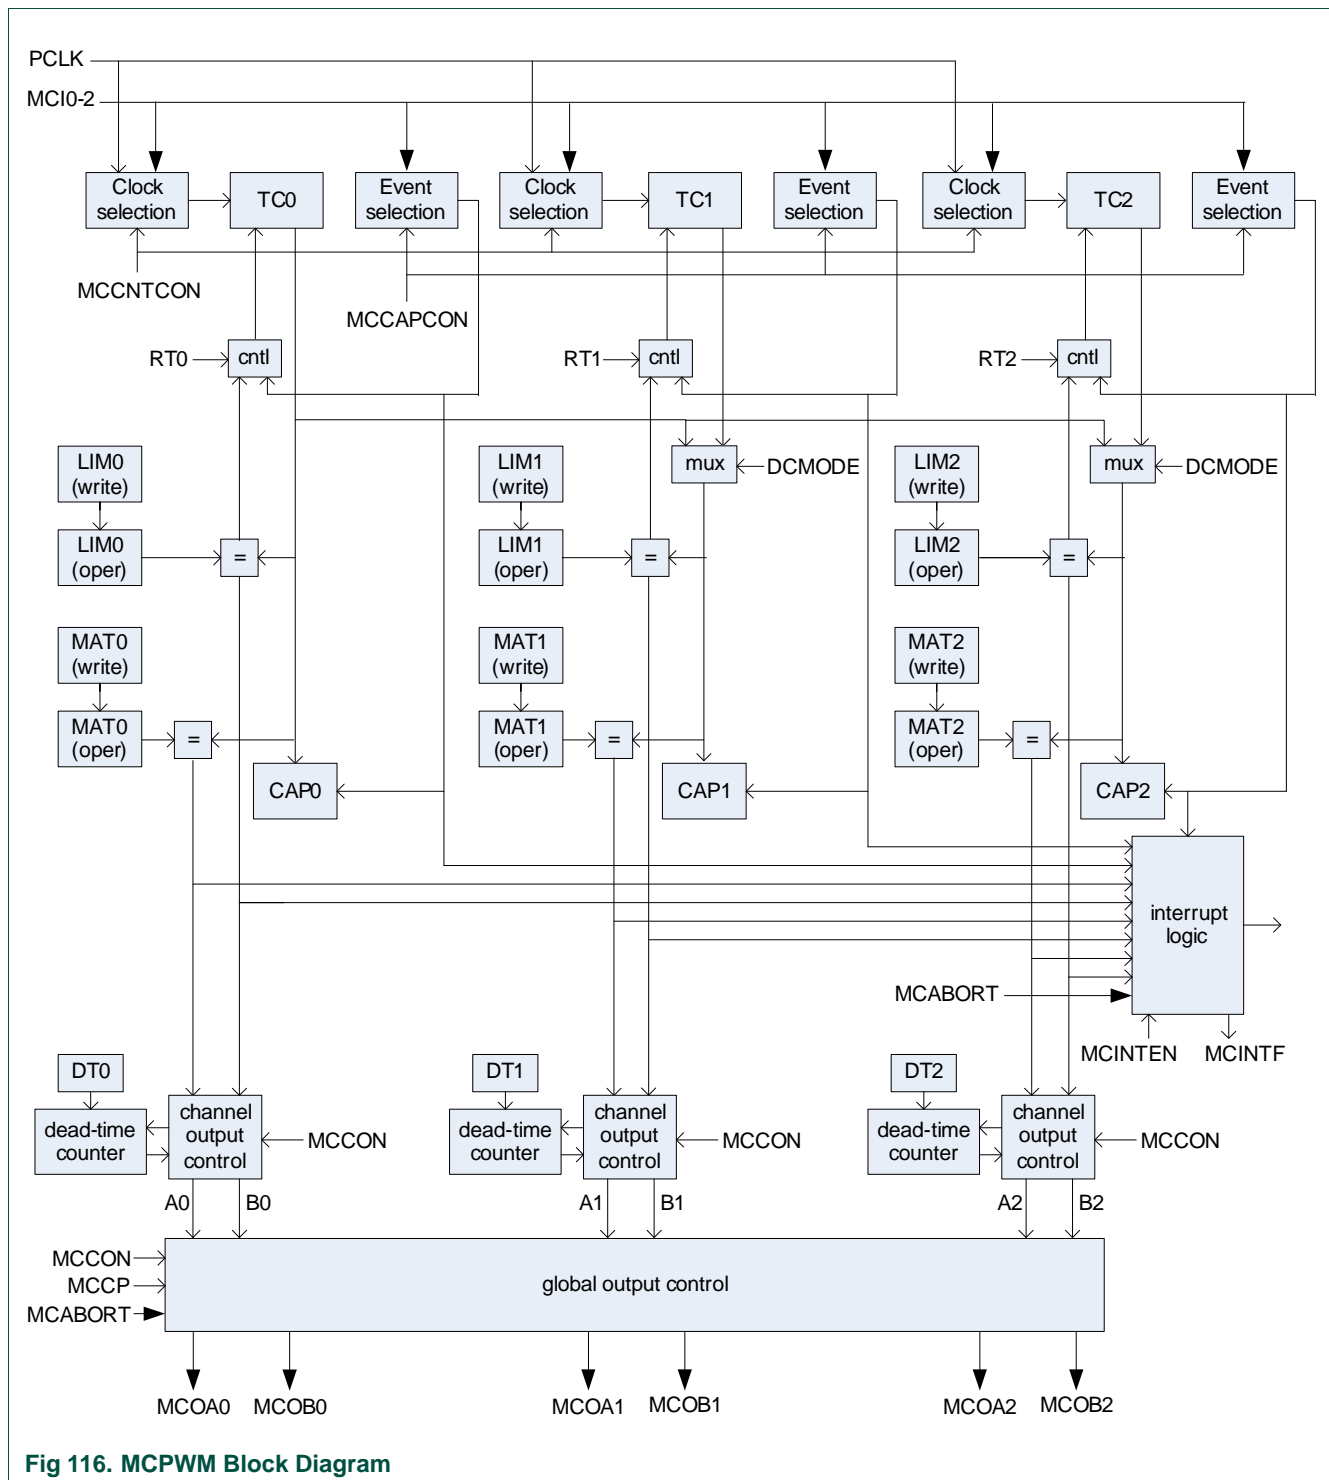 PCLK
MCI0-2
Clock
selection
TC0
Event
selection
Clock
selection
TC1
Event
selection
Clock
selection
TC2
Event
selection
MCCNTCON
MCCAPCON
RT0
cntl
RT1
cntl
RT2
cntl
LIM0
(write)
LIM1
(write)
mux
DCMODE
LIM2
(write)
mux
DCMODE
LIM0
(oper)
=
LIM1
(oper)
=
LIM2
(oper)
=
MAT0
(write)
MAT1
(write)
MAT2
(write)
MAT0
(oper)
=
MAT1
(oper)
=
MAT2
(oper)
=
CAP0
CAP1
CAP2
interrupt
logic
MCABORT
MCINTEN
MCINTF
DT0
DT1
DT2
dead-time
counter
channel
output
control
MCCON
dead-time
counter
channel
output
control
MCCON
dead-time
counter
channel
output
control
MCCON
A0
B0
A1
B1
A2
B2
MCCON
MCCP
MCABORT
global output control
MCOA0
MCOB0
MCOA1
MCOB1
MCOA2
MCOB2
Fig 116. MCPWM Block Diagram